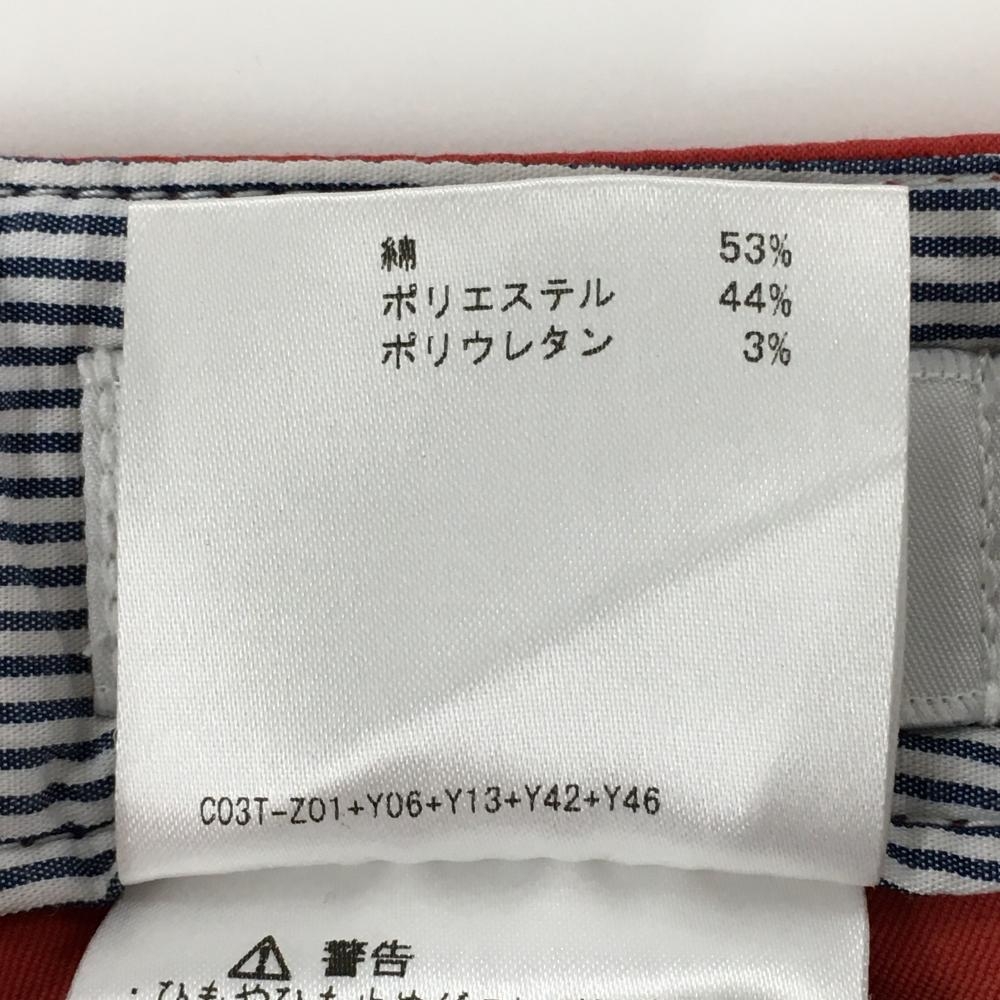 綿 53%
ポリエステル 44%
ポリウレタン 3%
C03T-Z01+Y06+Y13+Y42+Y46
⚠ 警告